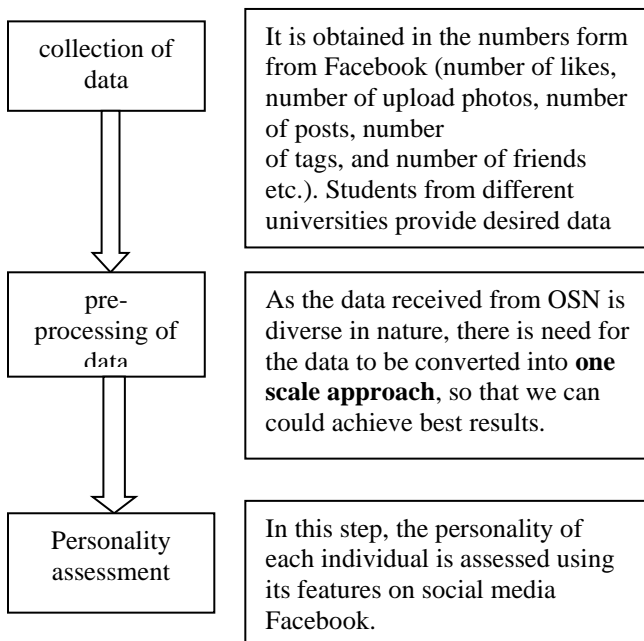 collection of
data
It is obtained in the numbers form
from Facebook (number of likes,
number of upload photos, number
of posts, number
of tags, and number of friends
etc.). Students from different
universities provide desired data
pre-
processing of
data
As the data received from OSN is
diverse in nature, there is need for
the data to be converted into one
scale approach, so that we can
could achieve best results.
Personality
assessment
In this step, the personality of
each individual is assessed using
its features on social media
Facebook.